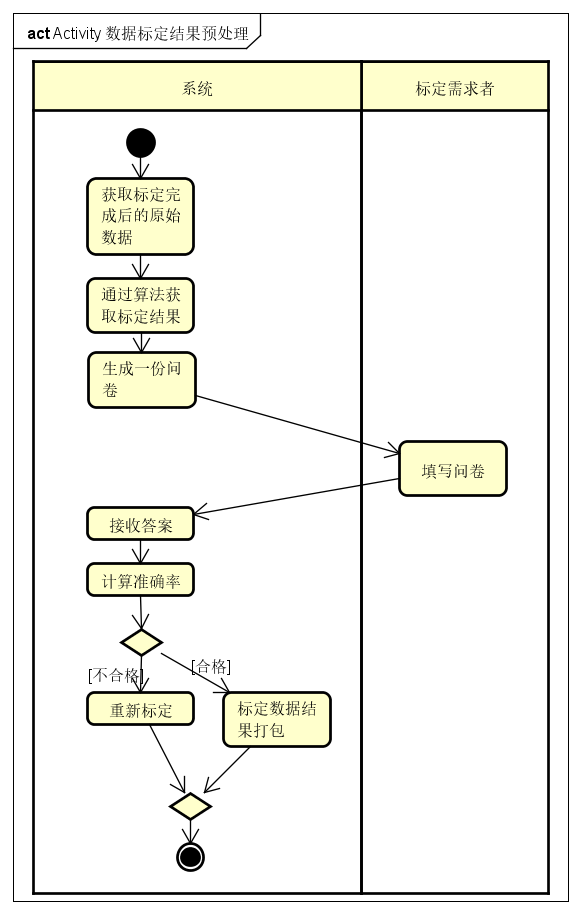 act Activity 数据标定结果预处理
系统
标定需求者
获取标定完
成后的原始
数据
通过算法获
取标定结果
生成一份问
卷
填写问卷
接收答案
计算准确率
[不合格]
[合格]
重新标定
标定数据结
果打包